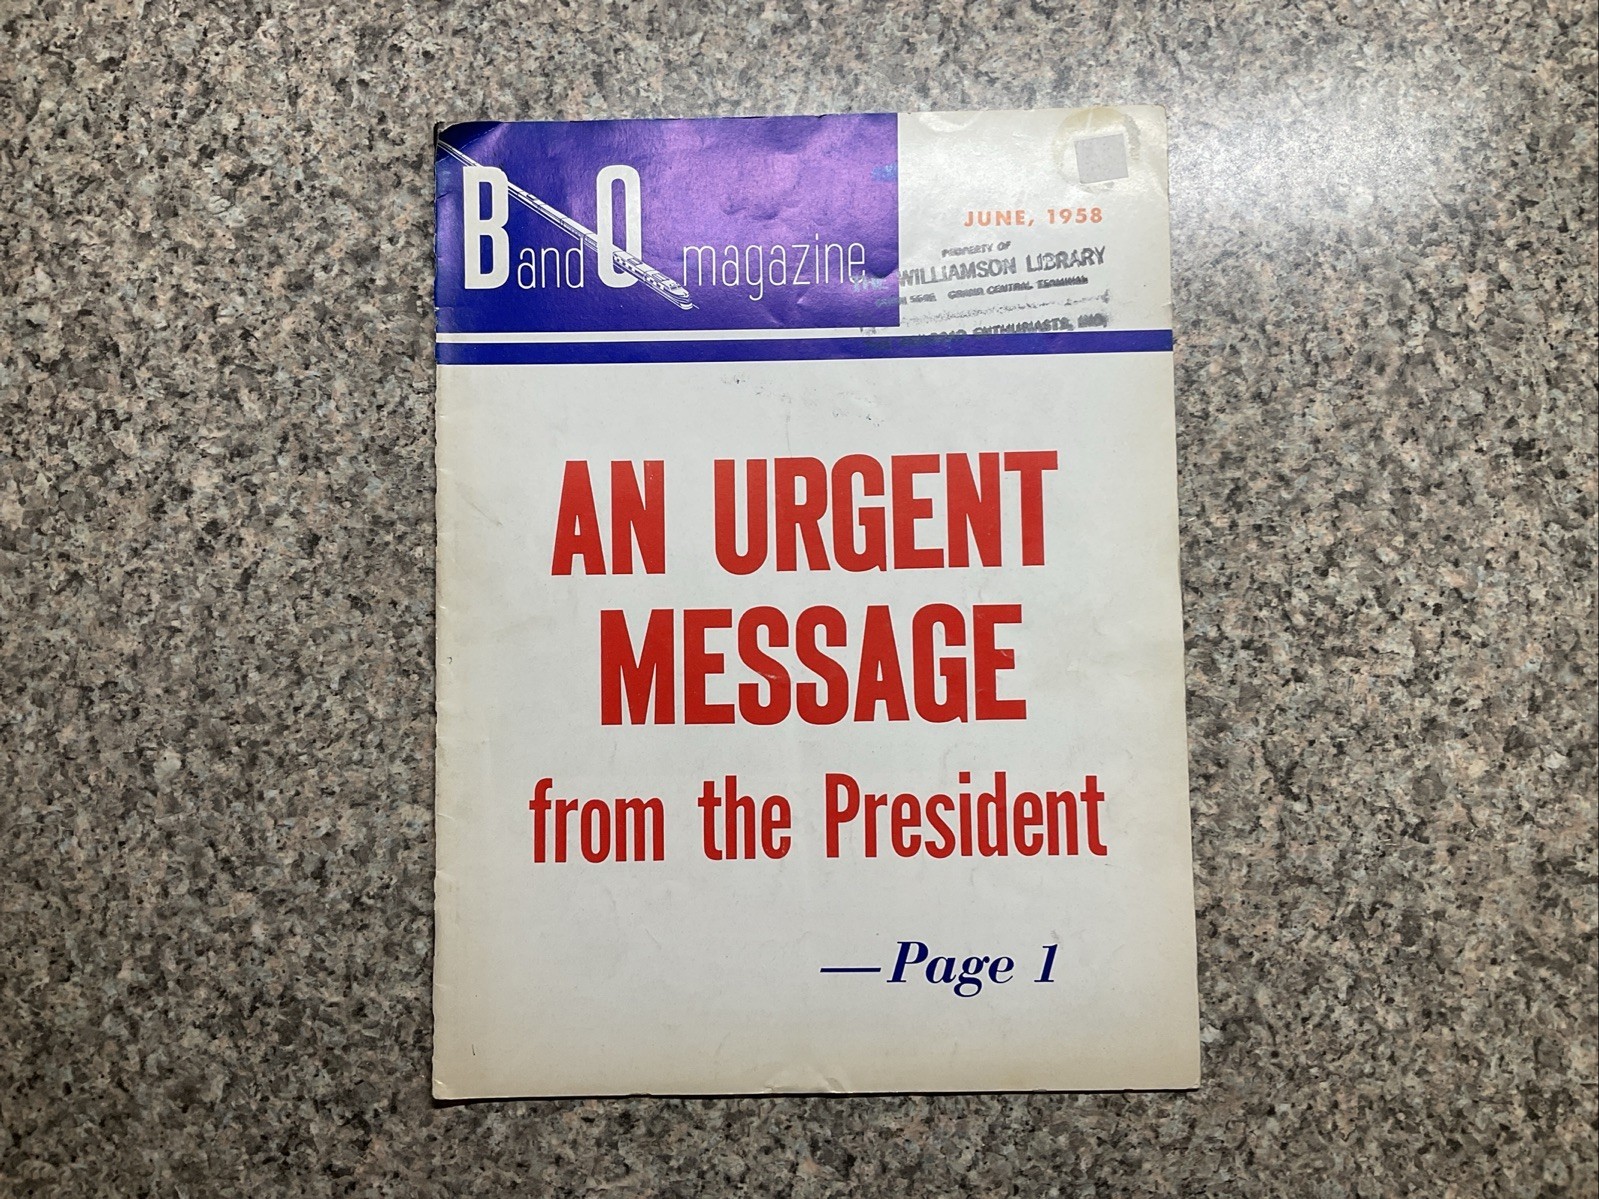 B and O magazine
JUNE, 1958
PROPERTY OF
WILLIAMSON LIBRARY
GRAND CENTRAL TERMINAL
ENTHUSIASTS, INC.
AN URGENT
MESSAGE
from the President
—Page 1